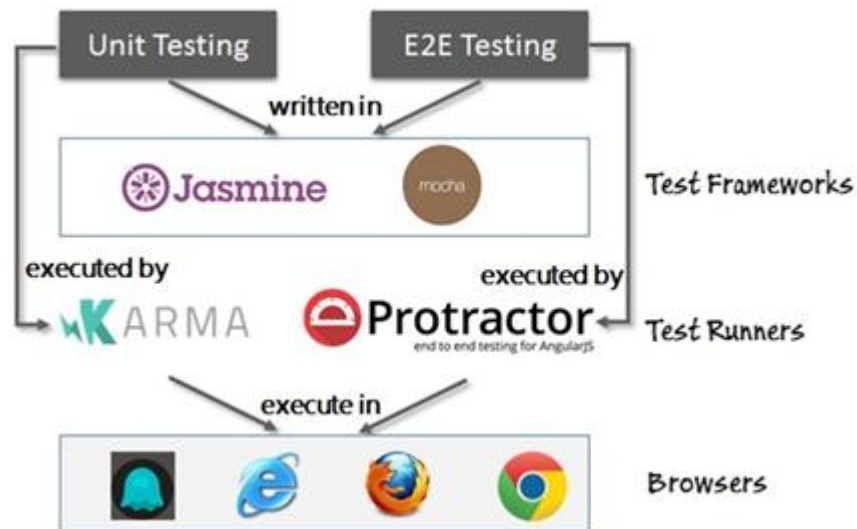 Unit Testing
E2E Testing
written in
Jasmine
mocha
Test Frameworks
executed by
executed by
KARMA
Protractor
end to end testing for AngularJS
Test Runners
execute in
Browsers